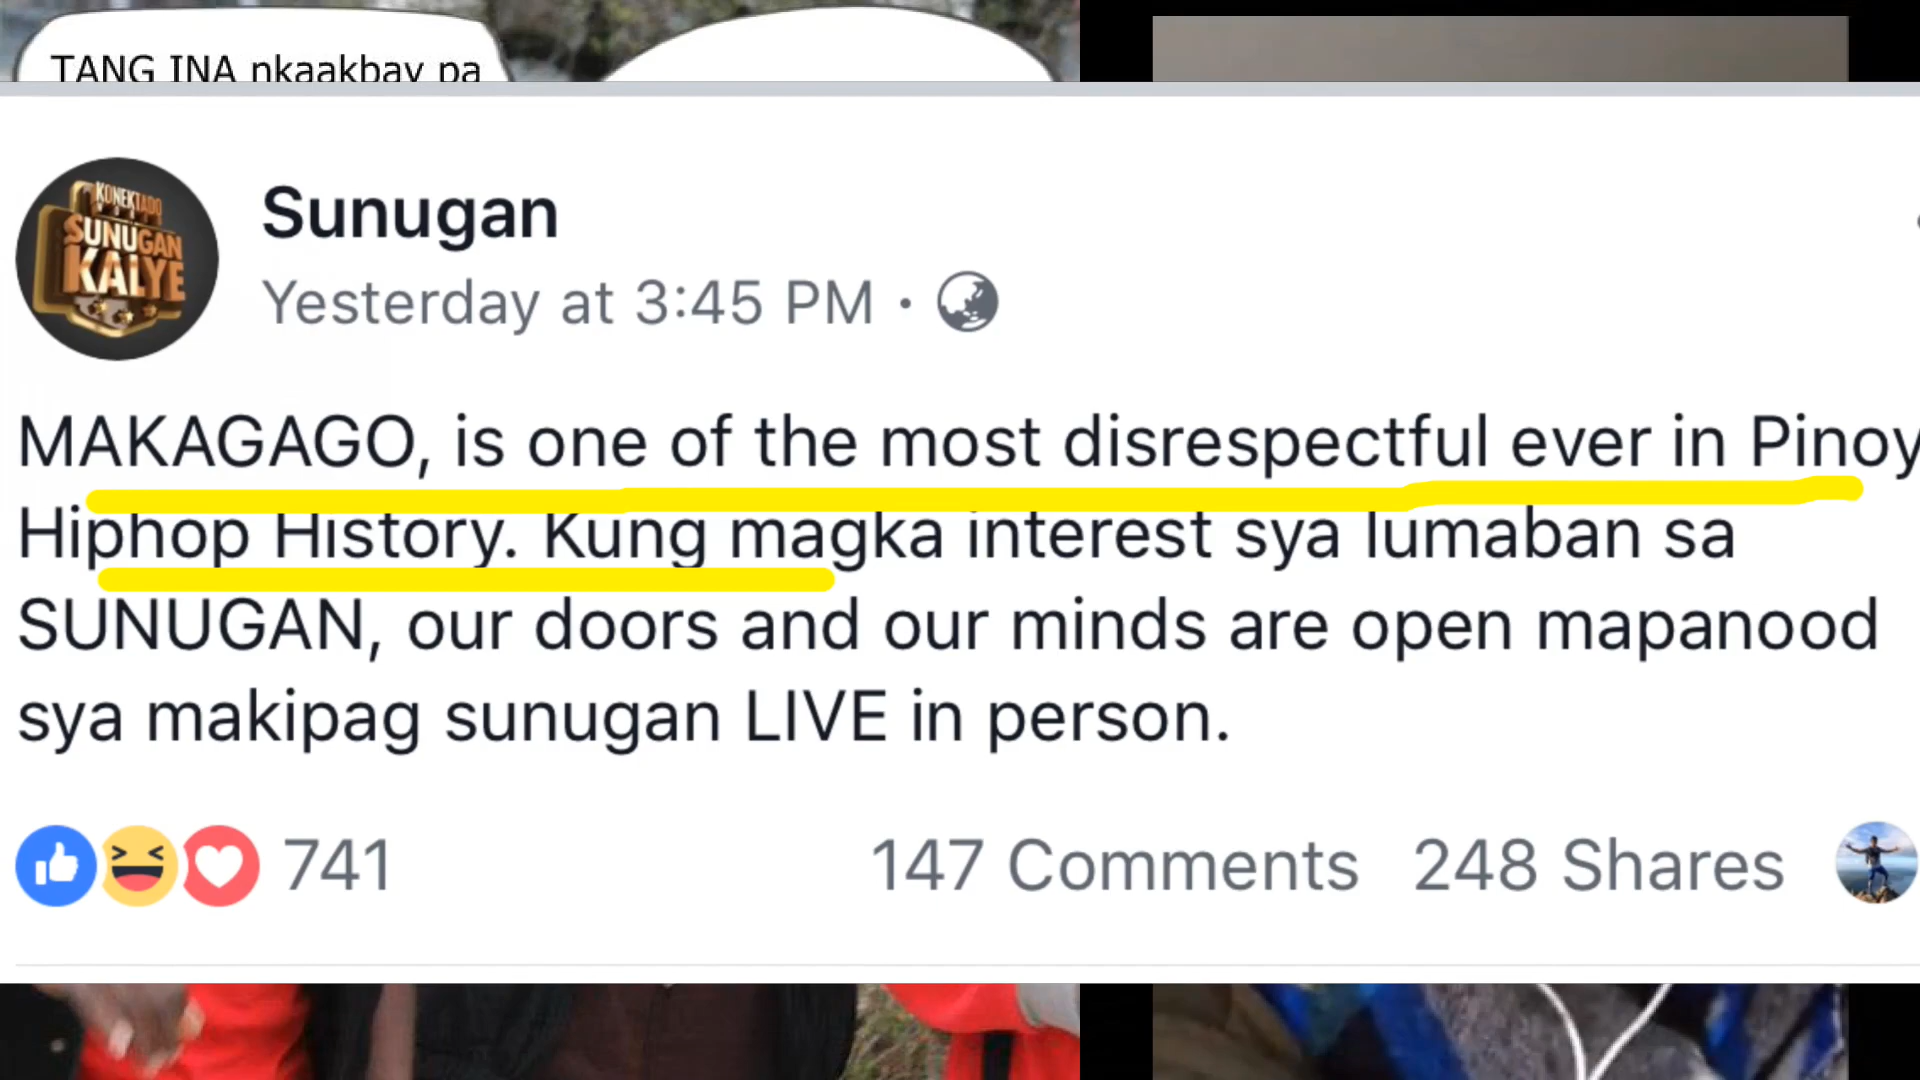 TANG INA nkaakbay pa
KONEKTADO
SUNUGAN
KALYE
Sunugan
Yesterday at 3:45 PM ·
MAKAGAGO, is one of the most disrespectful ever in Pinoy
Hiphop History. Kung magka interest sya lumaban sa
SUNUGAN, our doors and our minds are open mapanood
sya makipag sunugan LIVE in person.
741
147 Comments 248 Shares